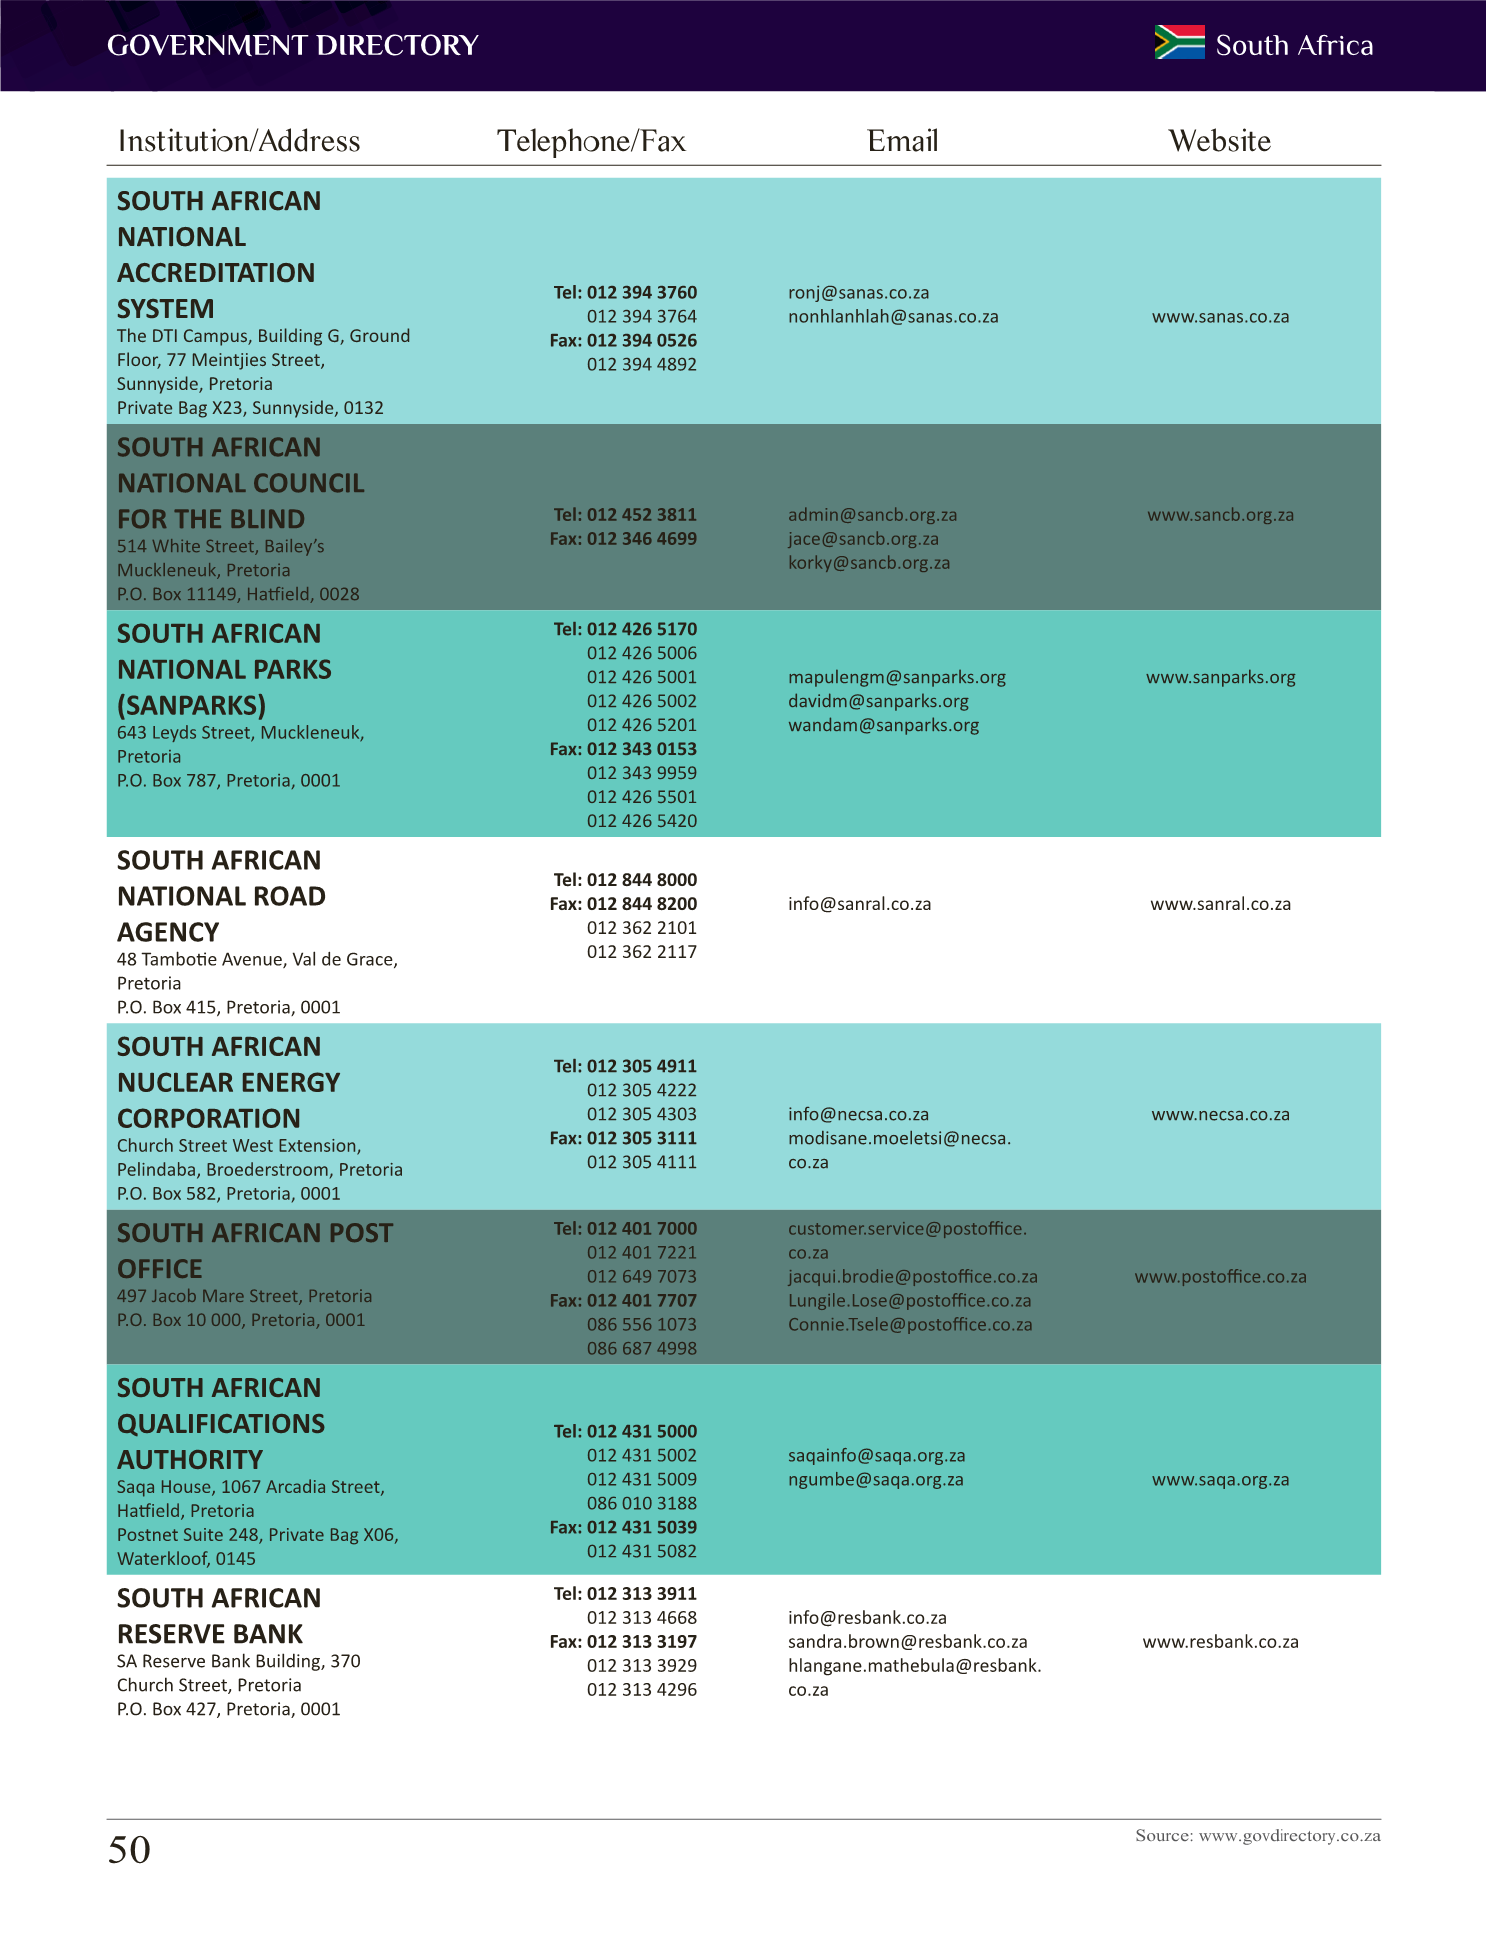 GOVERNMENT DIRECTORY
South Africa
Institution/Address
Telephone/Fax
Email
Website
SOUTH AFRICAN
NATIONAL
ACCREDITATION
SYSTEM
The DTI Campus, Building G, Ground
Floor, 77 Meintjies Street,
Sunnyside, Pretoria
Private Bag X23, Sunnyside, 0132
Tel: 012 394 3760
012 394 3764
Fax: 012 394 0526
012 394 4892
ronj@sanas.co.za
nonhlanhlah@sanas.co.za
www.sanas.co.za
SOUTH AFRICAN
NATIONAL COUNCIL
FOR THE BLIND
514 White Street, Bailey’s
Muckleneuk, Pretoria
P.O. Box 11149, Hatfield, 0028
Tel: 012 452 3811
Fax: 012 346 4699
admin@sancb.org.za
jace@sancb.org.za
korky@sancb.org.za
www.sancb.org.za
SOUTH AFRICAN
NATIONAL PARKS
(SANPARKS)
643 Leyds Street, Muckleneuk,
Pretoria
P.O. Box 787, Pretoria, 0001
Tel: 012 426 5170
012 426 5006
012 426 5001
012 426 5002
012 426 5201
Fax: 012 343 0153
012 343 9959
012 426 5501
012 426 5420
mapulengm@sanparks.org
davidm@sanparks.org
wandam@sanparks.org
www.sanparks.org
SOUTH AFRICAN
NATIONAL ROAD
AGENCY
48 Tambotie Avenue, Val de Grace,
Pretoria
P.O. Box 415, Pretoria, 0001
Tel: 012 844 8000
Fax: 012 844 8200
012 362 2101
012 362 2117
info@sanral.co.za
www.sanral.co.za
SOUTH AFRICAN
NUCLEAR ENERGY
CORPORATION
Church Street West Extension,
Pelindaba, Broederstroom, Pretoria
P.O. Box 582, Pretoria, 0001
Tel: 012 305 4911
012 305 4222
012 305 4303
Fax: 012 305 3111
012 305 4111
info@necsa.co.za
modisane.moeletsi@necsa.
co.za
www.necsa.co.za
SOUTH AFRICAN POST
OFFICE
497 Jacob Mare Street, Pretoria
P.O. Box 10 000, Pretoria, 0001
Tel: 012 401 7000
012 401 7221
012 649 7073
Fax: 012 401 7707
086 556 1073
086 687 4998
customer.service@postoffice.
co.za
jacqui.brodie@postoffice.co.za
Lungile.Lose@postoffice.co.za
Connie.Tsele@postoffice.co.za
www.postoffice.co.za
SOUTH AFRICAN
QUALIFICATIONS
AUTHORITY
Saqa House, 1067 Arcadia Street,
Hatfield, Pretoria
Postnet Suite 248, Private Bag X06,
Waterkloof, 0145
Tel: 012 431 5000
012 431 5002
012 431 5009
086 010 3188
Fax: 012 431 5039
012 431 5082
saqainfo@saqa.org.za
ngumbe@saqa.org.za
www.saqa.org.za
SOUTH AFRICAN
RESERVE BANK
SA Reserve Bank Building, 370
Church Street, Pretoria
P.O. Box 427, Pretoria, 0001
Tel: 012 313 3911
012 313 4668
Fax: 012 313 3197
012 313 3929
012 313 4296
info@resbank.co.za
sandra.brown@resbank.co.za
hlangane.mathebula@resbank.
co.za
www.resbank.co.za
50
Source: www.govdirectory.co.za